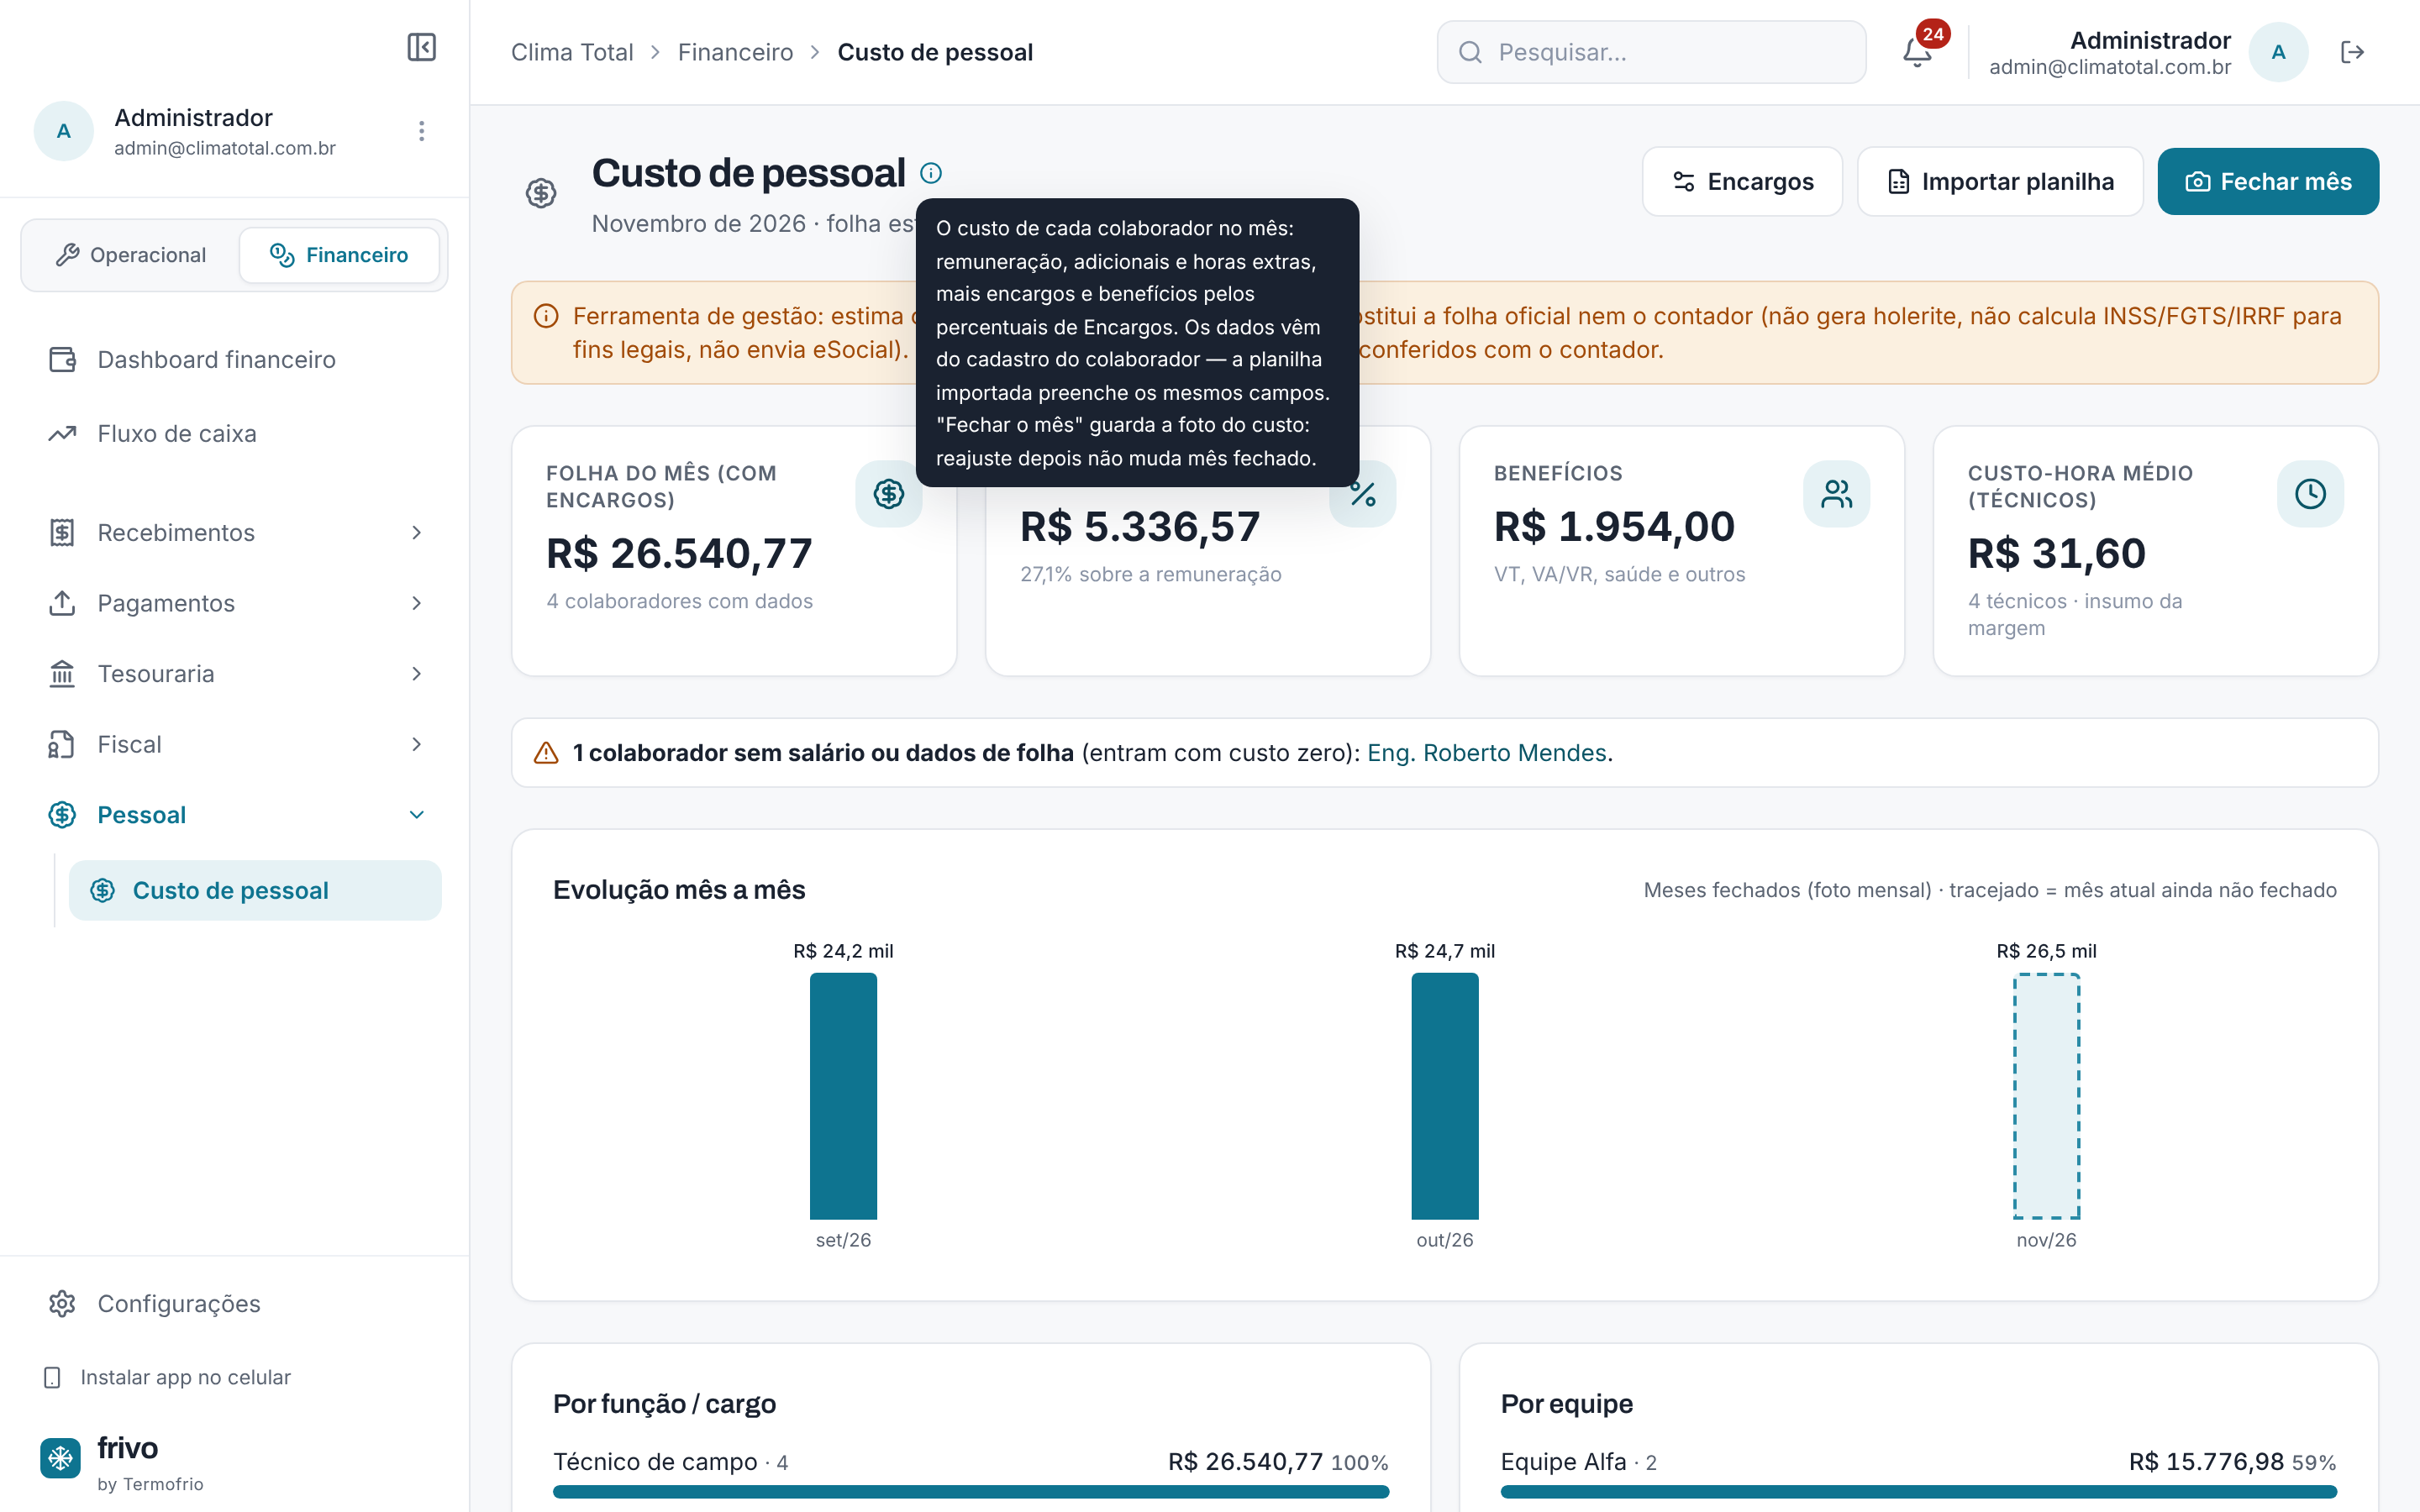 Administrador
admin@climatotal.com.br
Operacional
Financeiro
Dashboard financeiro
Fluxo de caixa
Recebimentos
Pagamentos
Tesouraria
Fiscal
Pessoal
Custo de pessoal
Configurações
Instalar app no celular
frivo
by Termofrio
Clima Total > Financeiro > Custo de pessoal
Pesquisar...
24
Administrador
admin@climatotal.com.br
A
A
Custo de pessoal
Novembro de 2026 · folha
Encargos
Importar planilha
Fechar mês
O custo de cada colaborador no mês:
remuneração, adicionais e horas extras,
mais encargos e benefícios pelos
percentuais de Encargos. Os dados vêm
do cadastro do colaborador — a planilha
importada preenche os mesmos campos.
"Fechar o mês" guarda a foto do custo:
reajuste depois não muda mês fechado.
Ferramenta de gestão: estima a folha oficial nem o contador (não gera holerite, não calcula INSS/FGTS/IRRF para
fins legais, não envia eSocial). conferidos com o contador.
FOLHA DO MÊS (COM
ENCARGOS)
R$ 26.540,77
4 colaboradores com dados
R$ 5.336,57
27,1% sobre a remuneração
BENEFÍCIOS
R$ 1.954,00
VT, VA/VR, saúde e outros
CUSTO-HORA MÉDIO
(TÉCNICOS)
R$ 31,60
4 técnicos · insumo da
margem
1 colaborador sem salário ou dados de folha (entram com custo zero): Eng. Roberto Mendes.
Evolução mês a mês
Meses fechados (foto mensal) · tracejado = mês atual ainda não fechado
R$ 24,2 mil
R$ 24,7 mil
R$ 26,5 mil
set/26
out/26
nov/26
Por função / cargo
Técnico de campo · 4
R$ 26.540,77 100%
Por equipe
Equipe Alfa · 2
R$ 15.776,98 59%